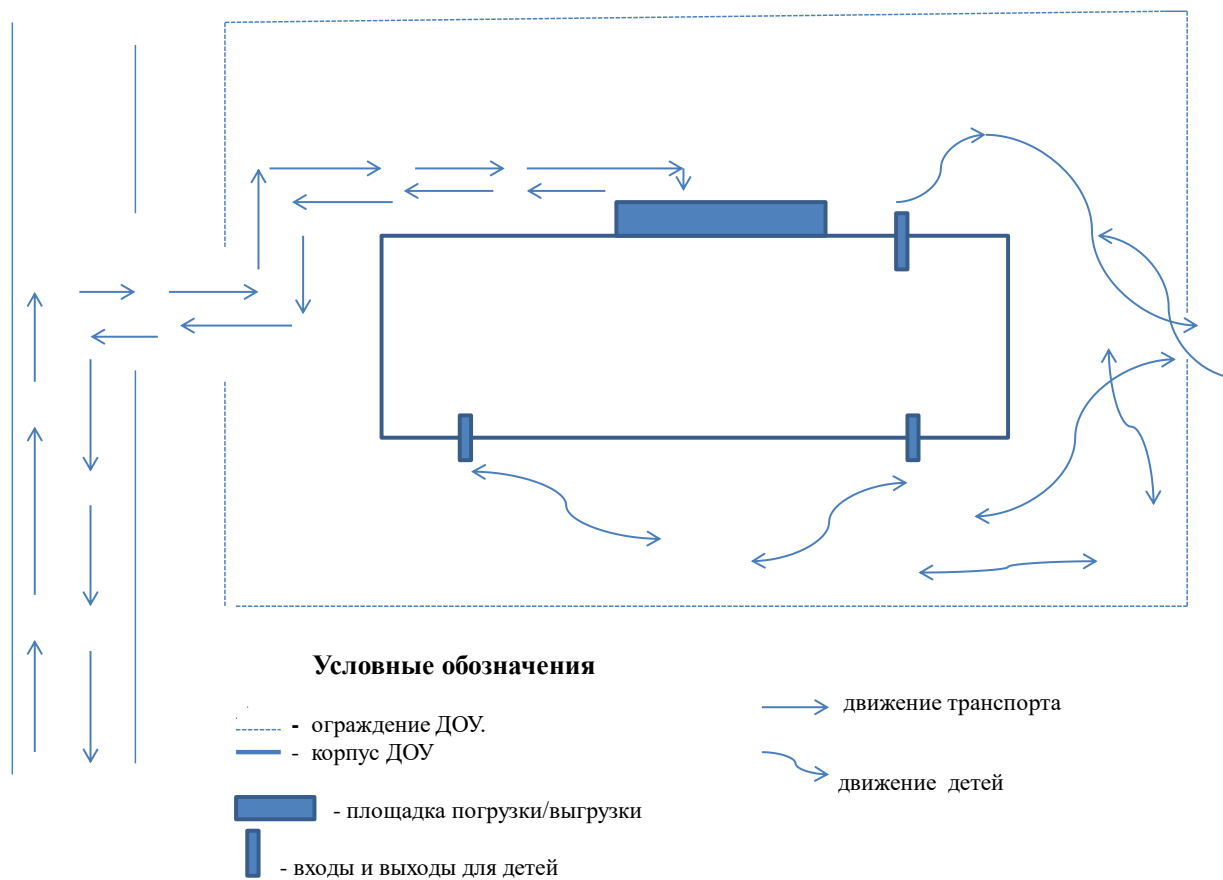 Условные обозначения
- ограждение ДОУ.
- корпус ДОУ
- площадка погрузки/выгрузки
- входы и выходы для детей
движение транспорта
движение детей